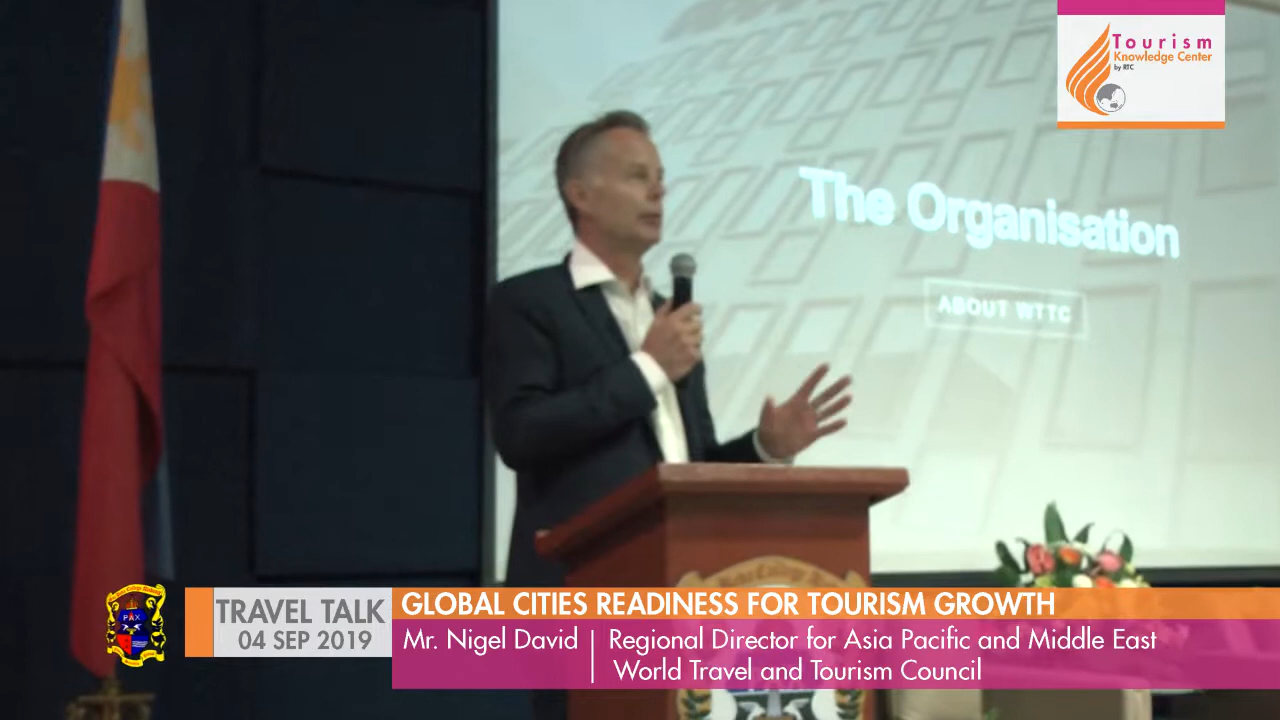 Tourism
Knowledge Center
by RTC
The Organisation
ABOUT WTTC
PAX
TRAVEL TALK
04 SEP 2019
GLOBAL CITIES READINESS FOR TOURISM GROWTH
Mr. Nigel David | Regional Director for Asia Pacific and Middle East
World Travel and Tourism Council